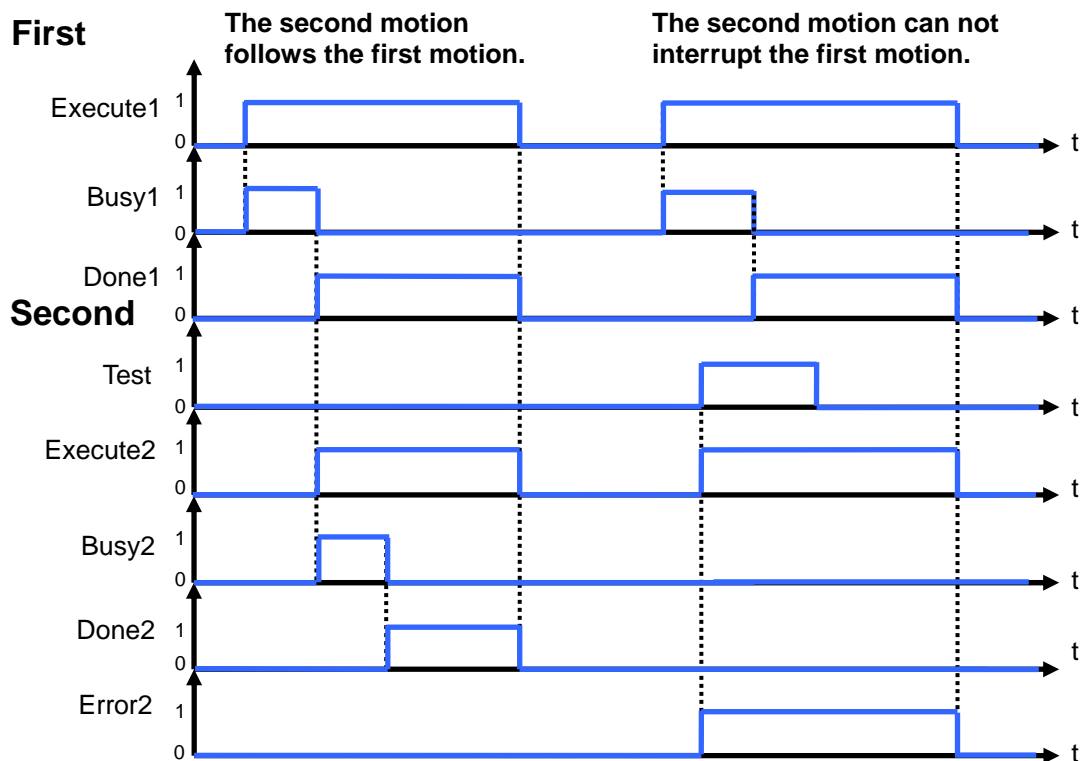 First
The second motion
follows the first motion.
The second motion can not
interrupt the first motion.
Execute1
1
0
t
Busy1
1
0
t
Done1
1
0
t
Second
Test
1
0
t
Execute2
1
0
t
Busy2
1
0
t
Done2
1
0
t
Error2
1
0
t